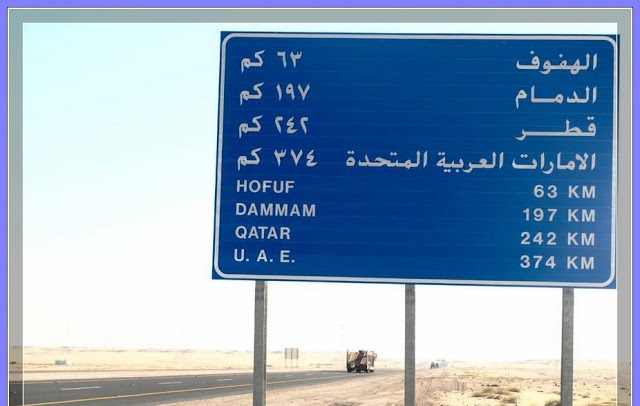 الهفوف ٦٣ كم
الدمام ١٩٧ كم
قطر ٢٤٢ كم
الامارات العربية المتحدة ٣٧٤ كم
HOFUF 63 KM
DAMMAM 197 KM
QATAR 242 KM
U. A. E. 374 KM